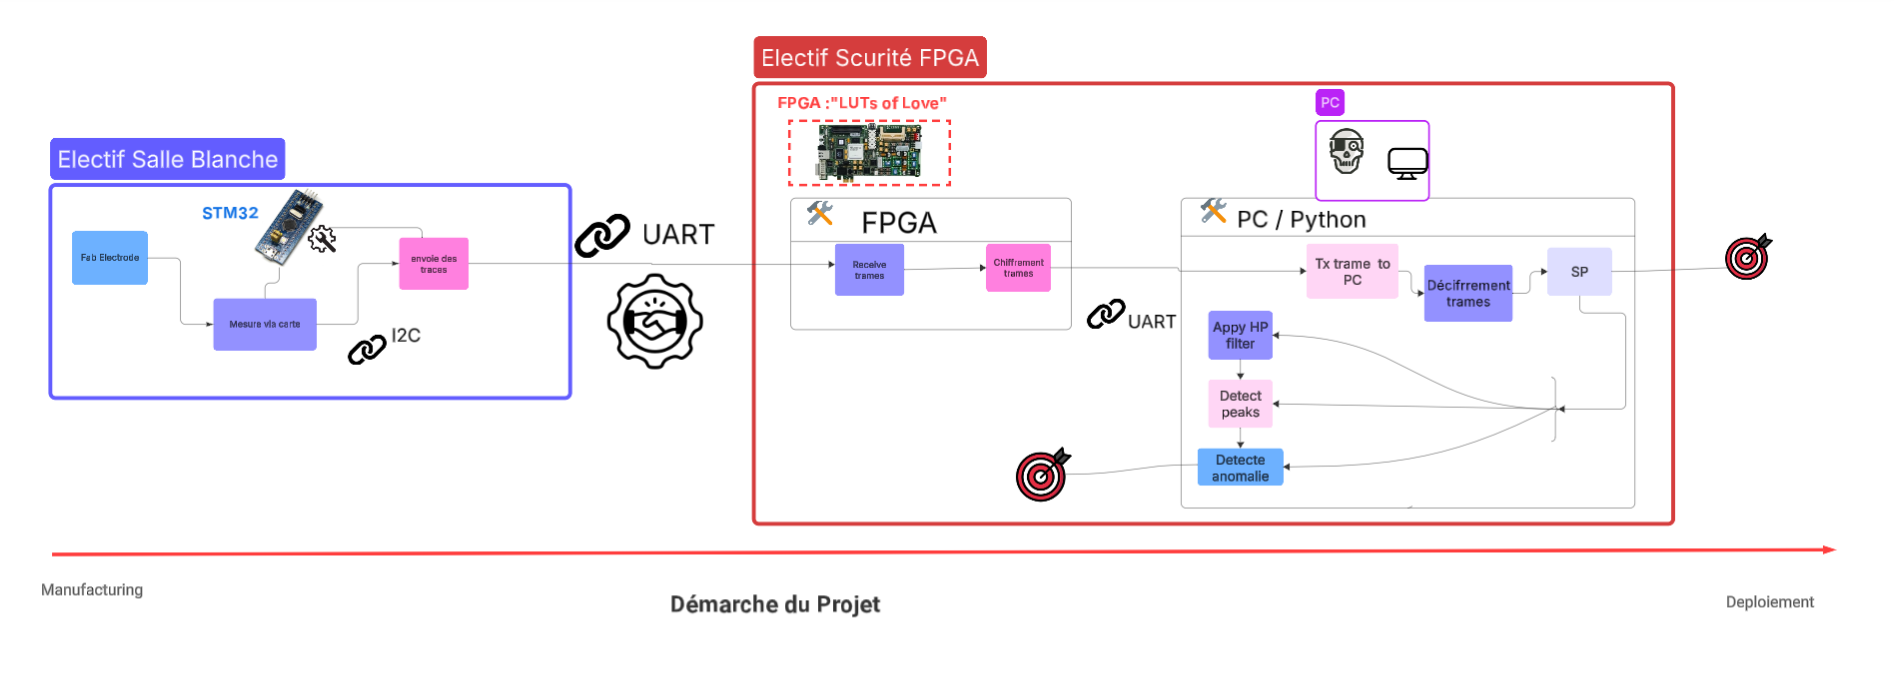 Electif Scurité FPGA
FPGA :"LUTs of Love"
PC
Electif Salle Blanche
STM32
Fab Electrode
envoie des
traces
Mesure via carte
I2C
UART
FPGA
Receive
trames
Chiffrement
trames
UART
PC / Python
Tx trame to
PC
Décifrrement
trames
SP
Appy HP
filter
Detect
peaks
Detecte
anomalie
Manufacturing
Démarche du Projet
Deploiement